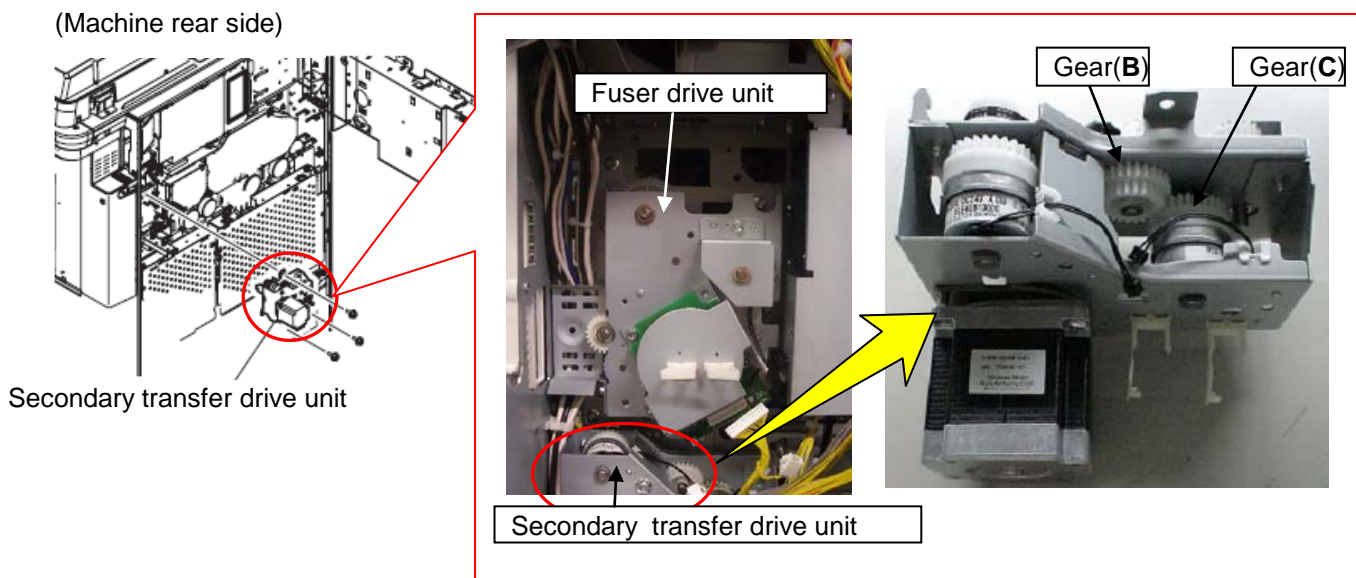 (Machine rear side)
Secondary transfer drive unit
Fuser drive unit
Secondary transfer drive unit
Gear(B)
Gear(C)